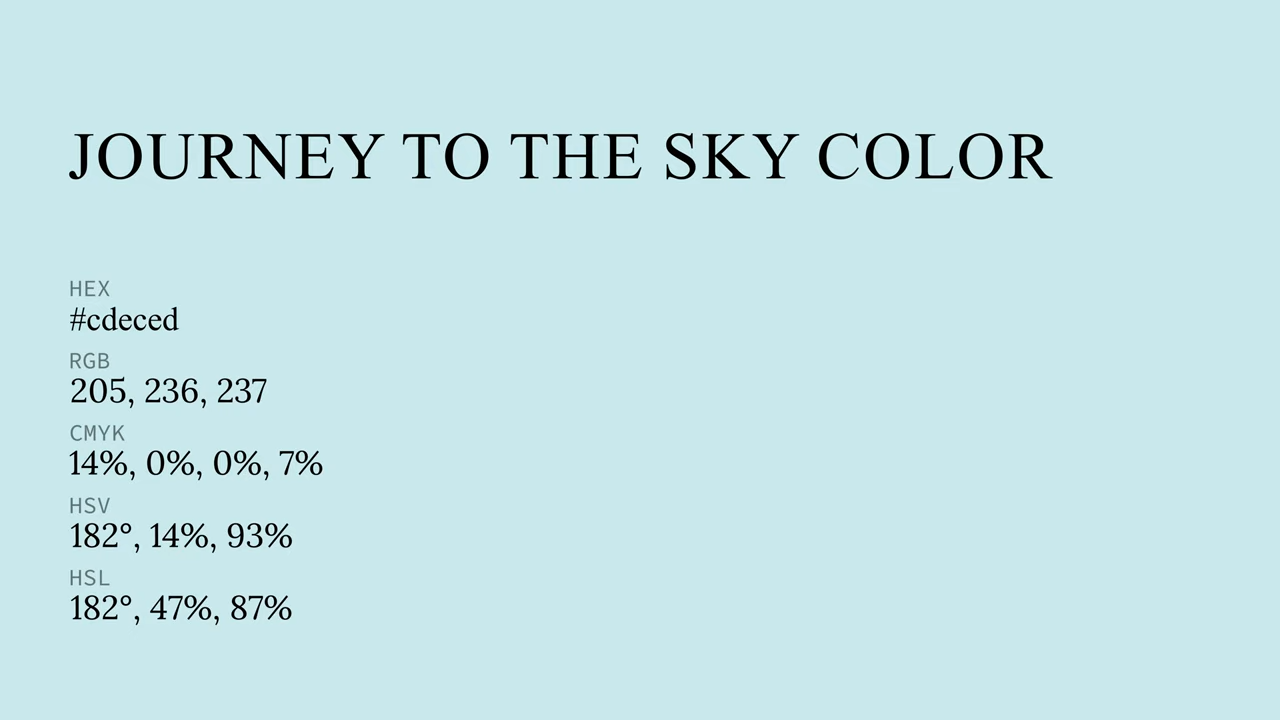 JOURNEY TO THE SKY COLOR
HEX
#cdeced
RGB
205, 236, 237
CMYK
14%, 0%, 0%, 7%
HSV
182°, 14%, 93%
HSL
182°, 47%, 87%